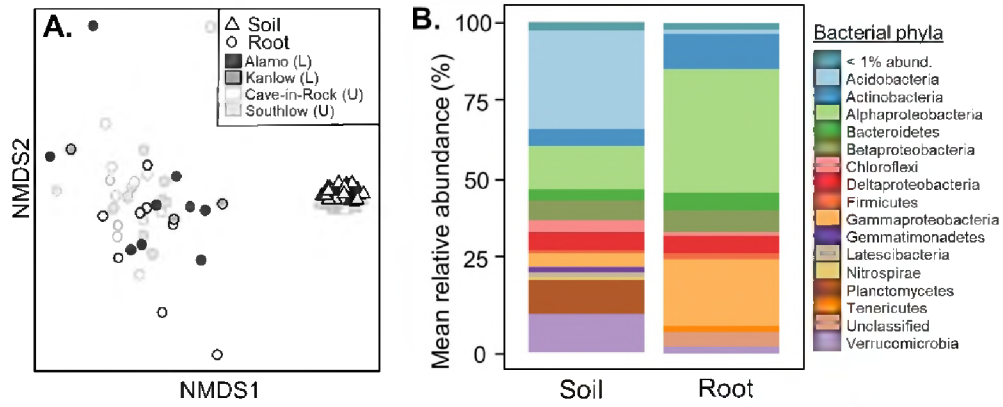 A.
Soil
Root
Alamo (L)
Kanlow (L)
Cave-in-Rock (U)
Southlow (U)
NMDS2
NMDS1
B.
Mean relative abundance (%)
100
75
50
25
0
Soil
Root
Bacterial phyla
< 1% abund.
Acidobacteria
Actinobacteria
Alphaproteobacteria
Bacteroidetes
Betaproteobacteria
Chloroflexi
Deltaproteobacteria
Firmicutes
Gammaproteobacteria
Gemmatimonadetes
Latescibacteria
Nitrospirae
Planctomycetes
Tenericutes
Unclassified
Verrucomicrobia